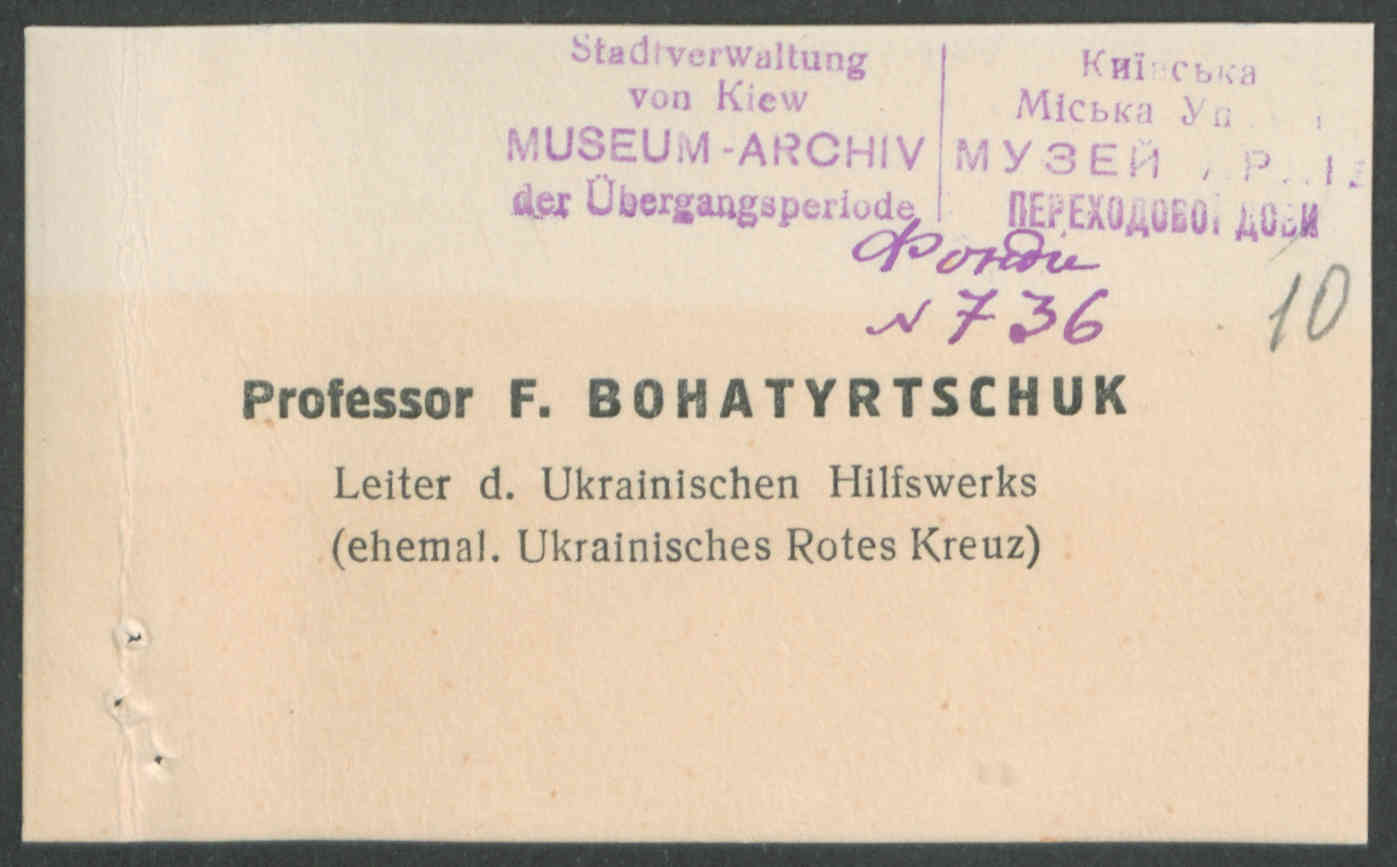 Stadtverwaltung
von Kiew
MUSEUM-ARCHIV
der Übergangsperiode
Київська
Міська
МУЗЕЙ
ПЕРЕХОДОВОЇ ДОБИ
Фонди
N 736
10
Professor F. BOHATYRTSCHUK
Leiter d. Ukrainischen Hilfswerks
(ehemal. Ukrainisches Rotes Kreuz)